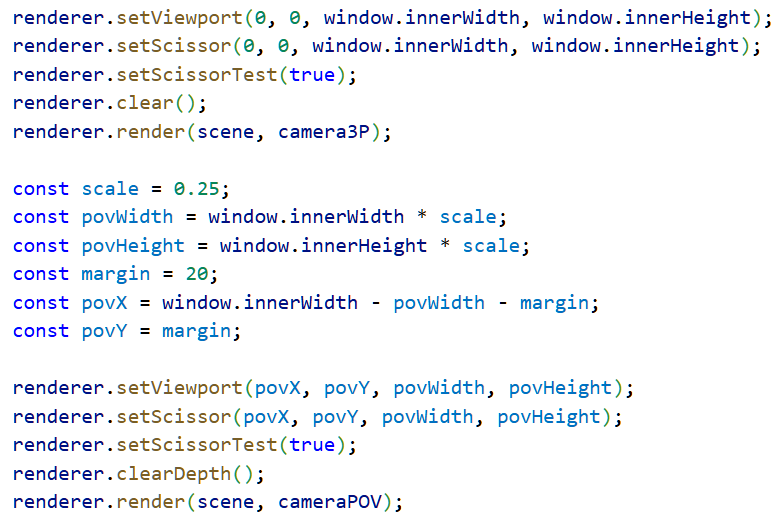 renderer.setViewport(0, 0, window.innerWidth, window.innerHeight);
renderer.setScissor(0, 0, window.innerWidth, window.innerHeight);
renderer.setScissorTest(true);
renderer.clear();
renderer.render(scene, camera3P);

const scale = 0.25;
const povWidth = window.innerWidth * scale;
const povHeight = window.innerHeight * scale;
const margin = 20;
const povX = window.innerWidth - povWidth - margin;
const povY = margin;

renderer.setViewport(povX, povY, povWidth, povHeight);
renderer.setScissor(povX, povY, povWidth, povHeight);
renderer.setScissorTest(true);
renderer.clearDepth();
renderer.render(scene, cameraPOV);